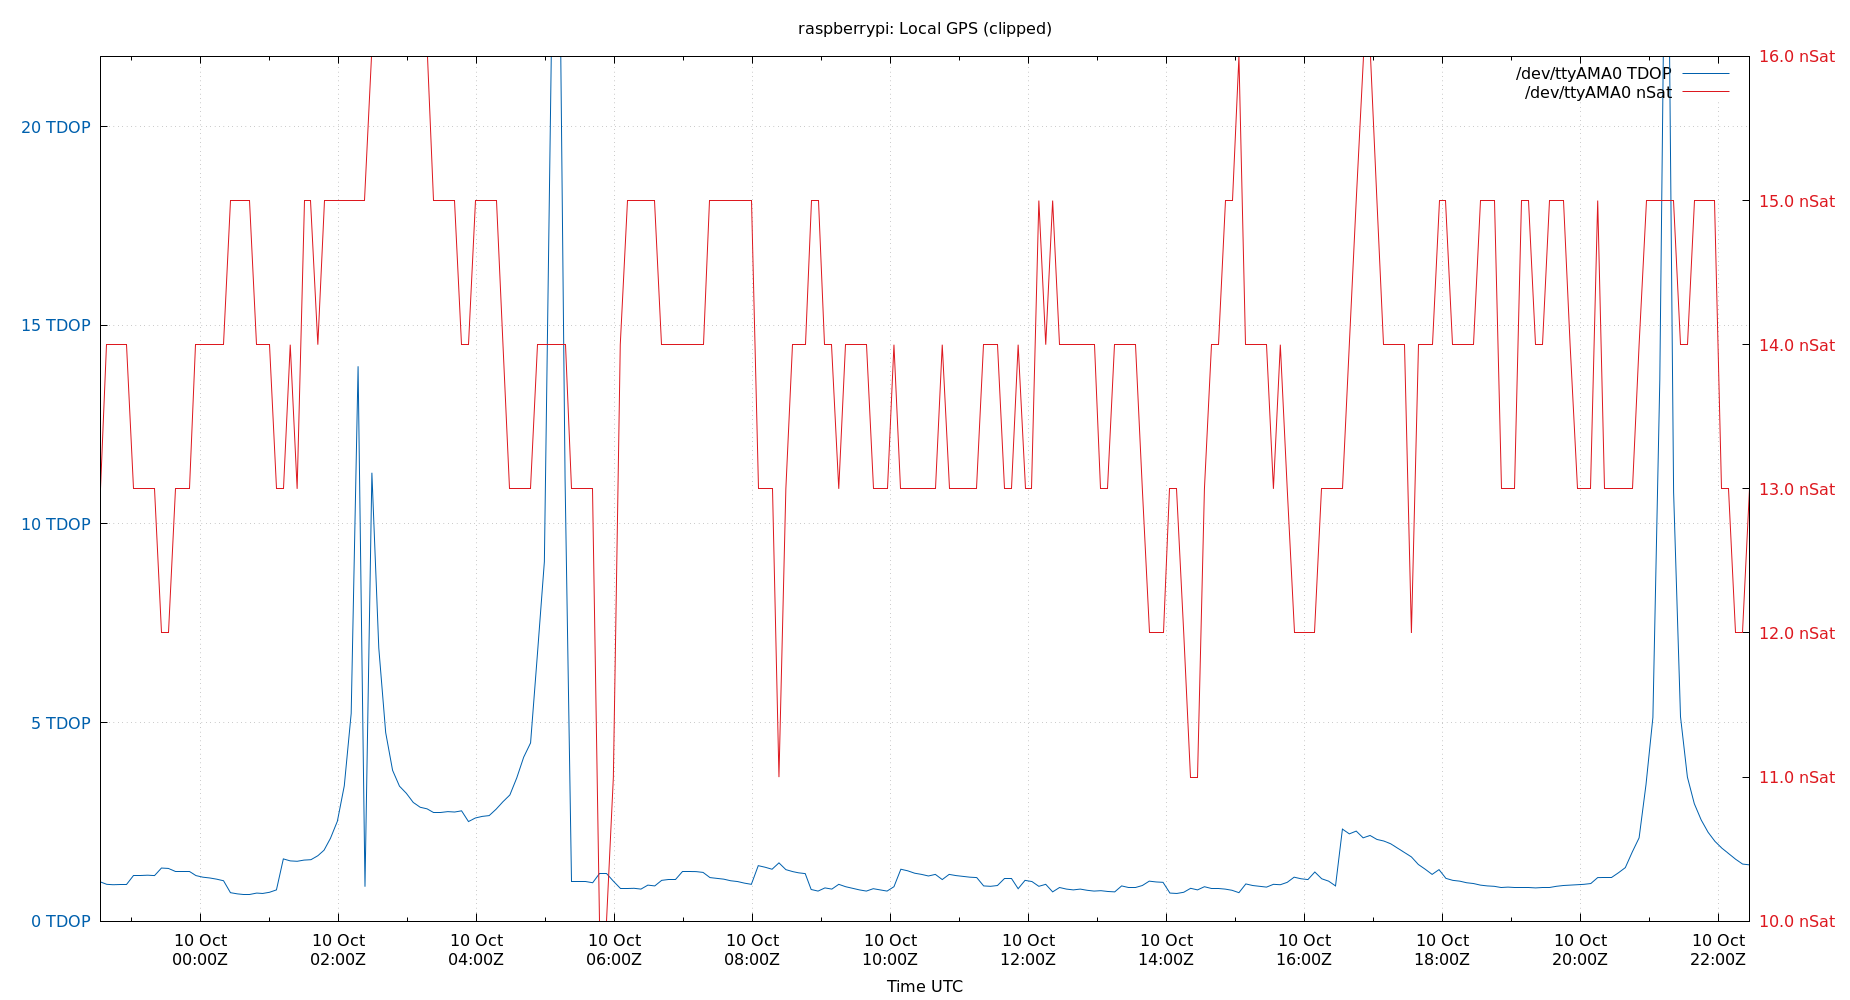 raspberrypi: Local GPS (clipped)
16.0 nSat
/dev/ttyAMA0 TDOP
/dev/ttyAMA0 nSat
20 TDOP
15.0 nSat
15 TDOP
14.0 nSat
13.0 nSat
10 TDOP
12.0 nSat
5 TDOP
11.0 nSat
0 TDOP
10.0 nSat
10 Oct 10 Oct 10 Oct 10 Oct 10 Oct 10 Oct 10 Oct 10 Oct 10 Oct 10 Oct 10 Oct 10 Oct
00:00Z 02:00Z 04:00Z 06:00Z 08:00Z 10:00Z 12:00Z 14:00Z 16:00Z 18:00Z 20:00Z 22:00Z
Time UTC